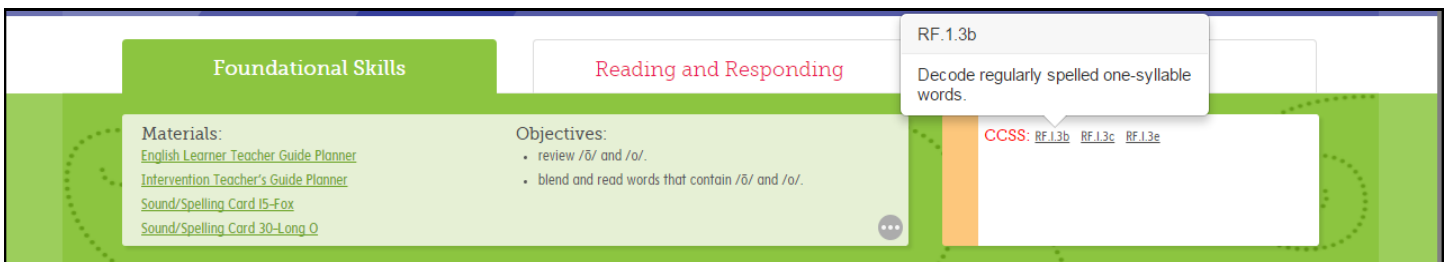 RF.1.3b
Decode regularly spelled one-syllable
words.
Foundational Skills
Reading and Responding
Materials:
English Learner Teacher Guide Planner
Intervention Teacher's Guide Planner
Sound/Spelling Card 15-Fox
Sound/Spelling Card 30-Long O
Objectives:
• review /ŏ/ and /o/.
• blend and read words that contain /ŏ/ and /o/.
CCSS: RF.1.3b RF.1.3c RF.1.3e